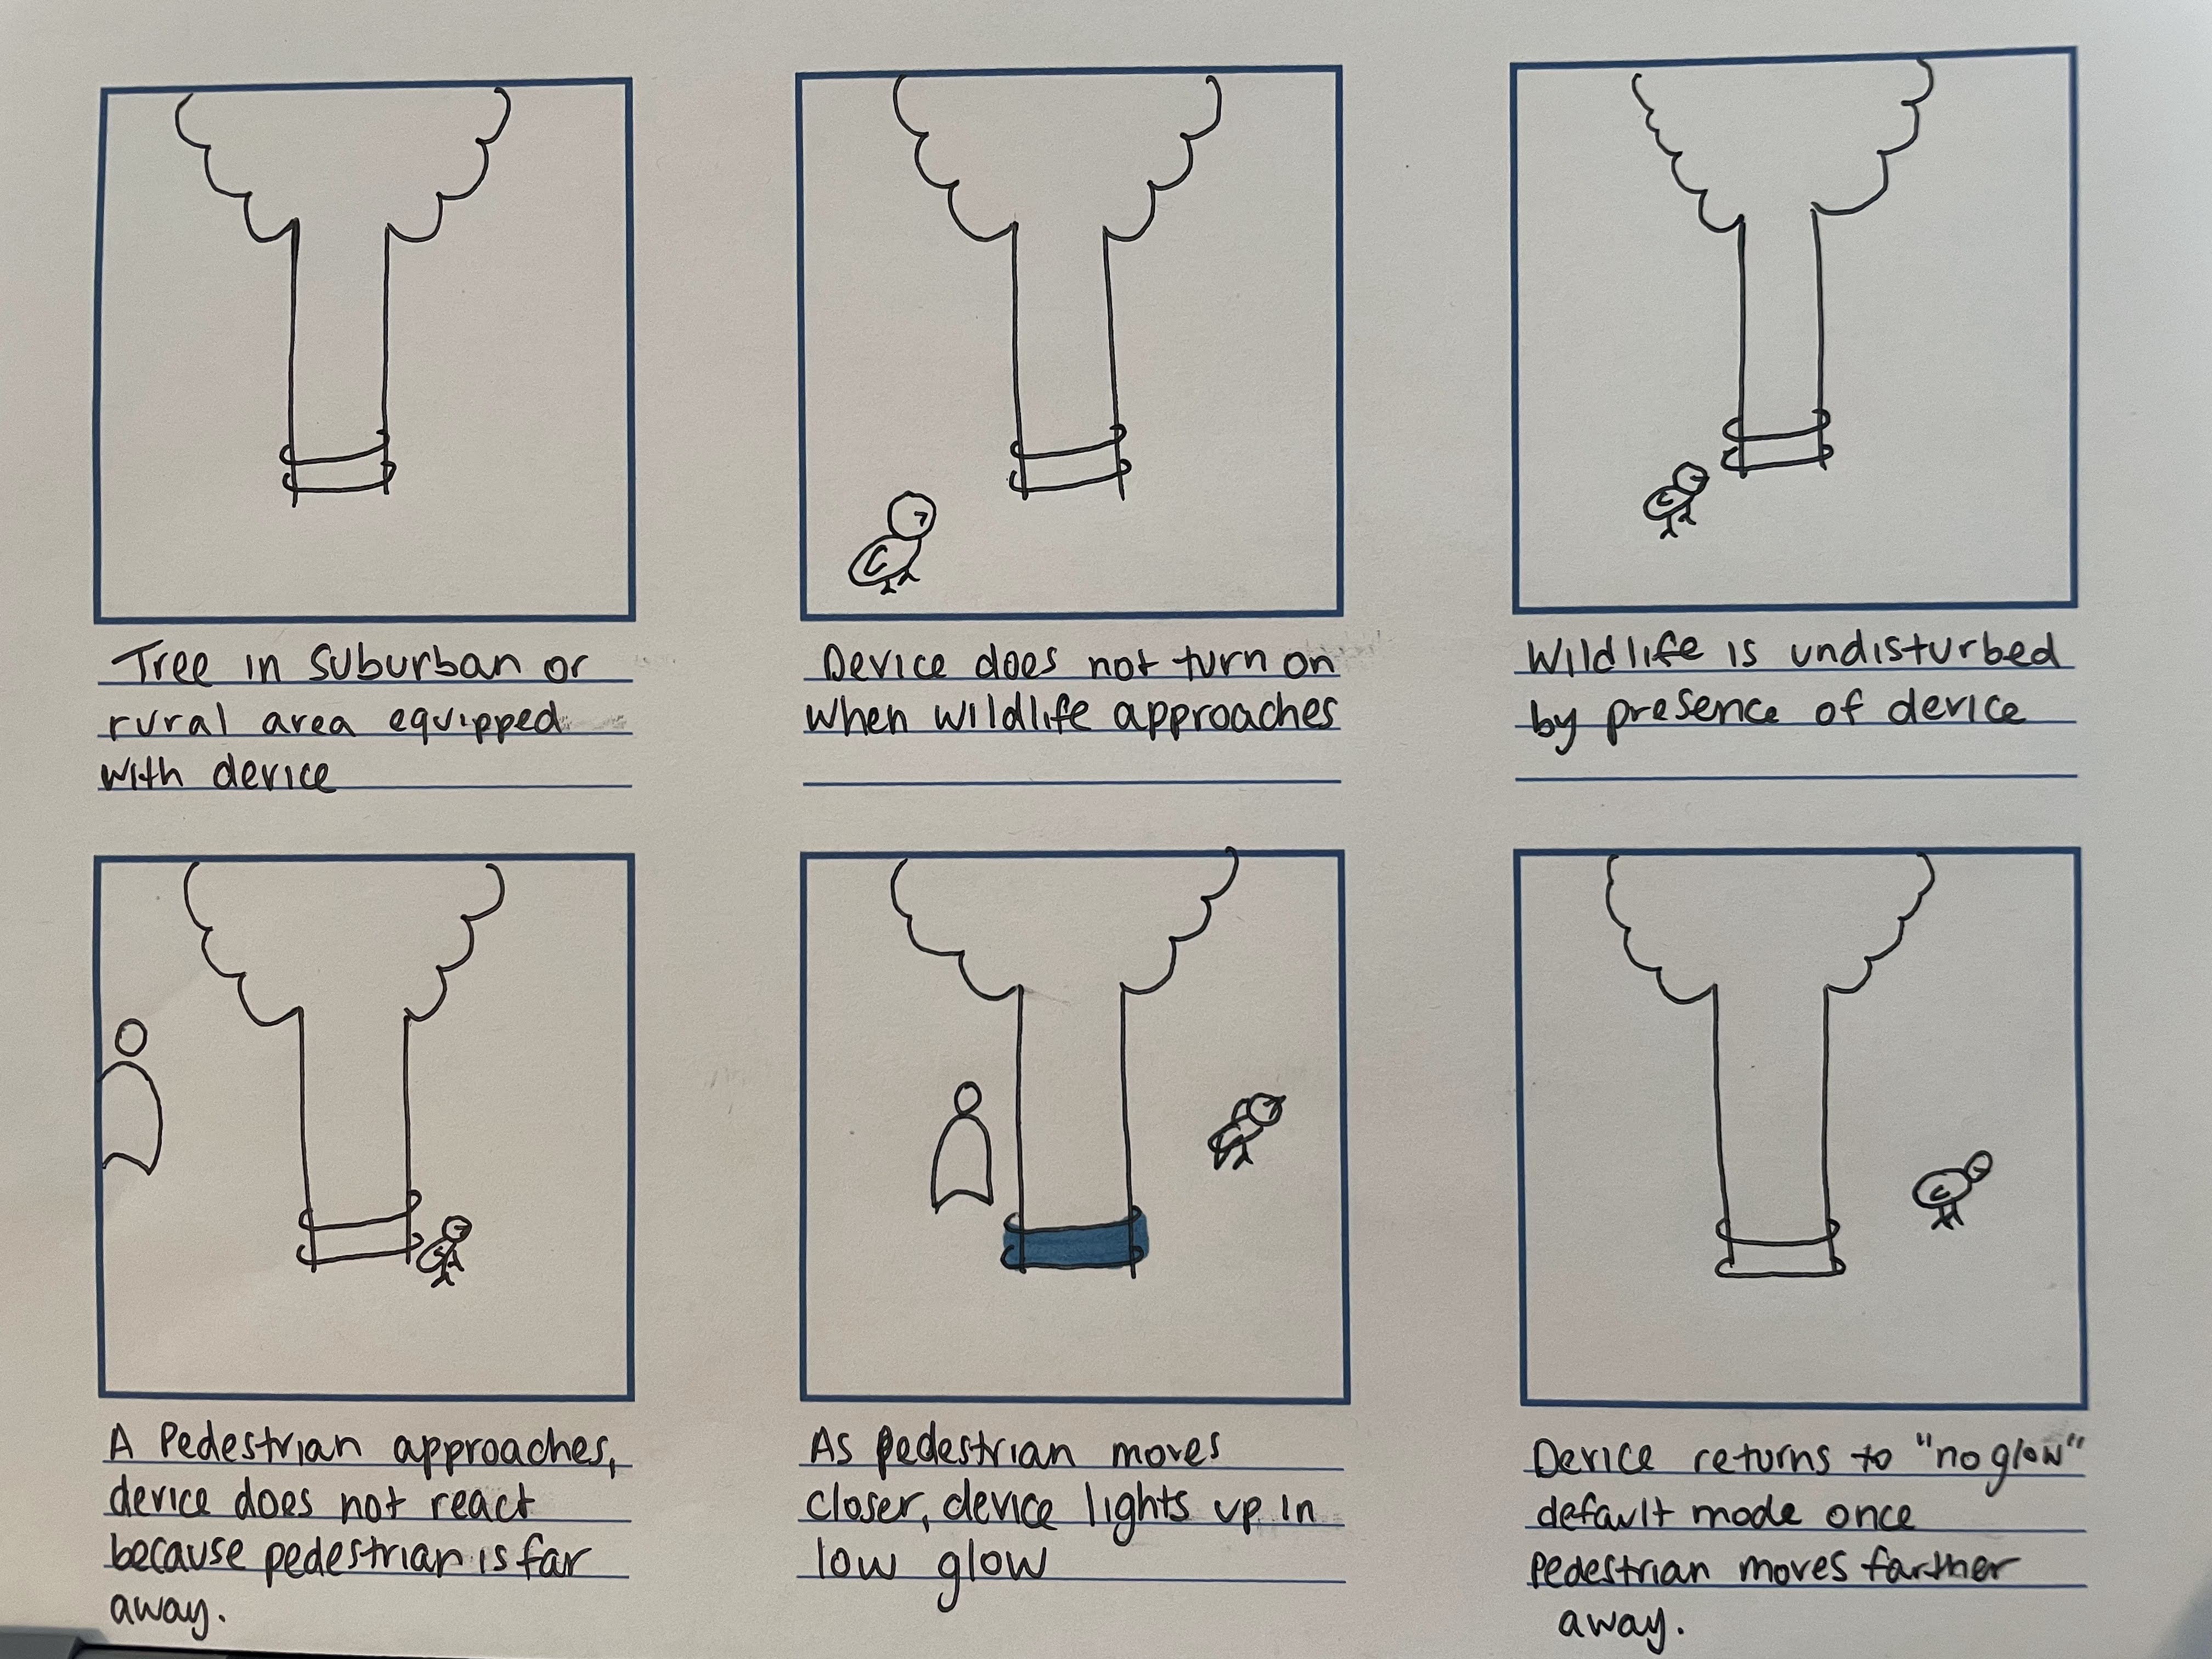 Tree in suburban or
rural area equipped
with device
Device does not turn on
when wildlife approaches
Wildlife is undisturbed
by presence of device
A Pedestrian approaches,
device does not react
because pedestrian is far
away.
As pedestrian moves
closer, device lights up in
low glow
Device returns to "no glow"
default mode once
pedestrian moves farther
away.